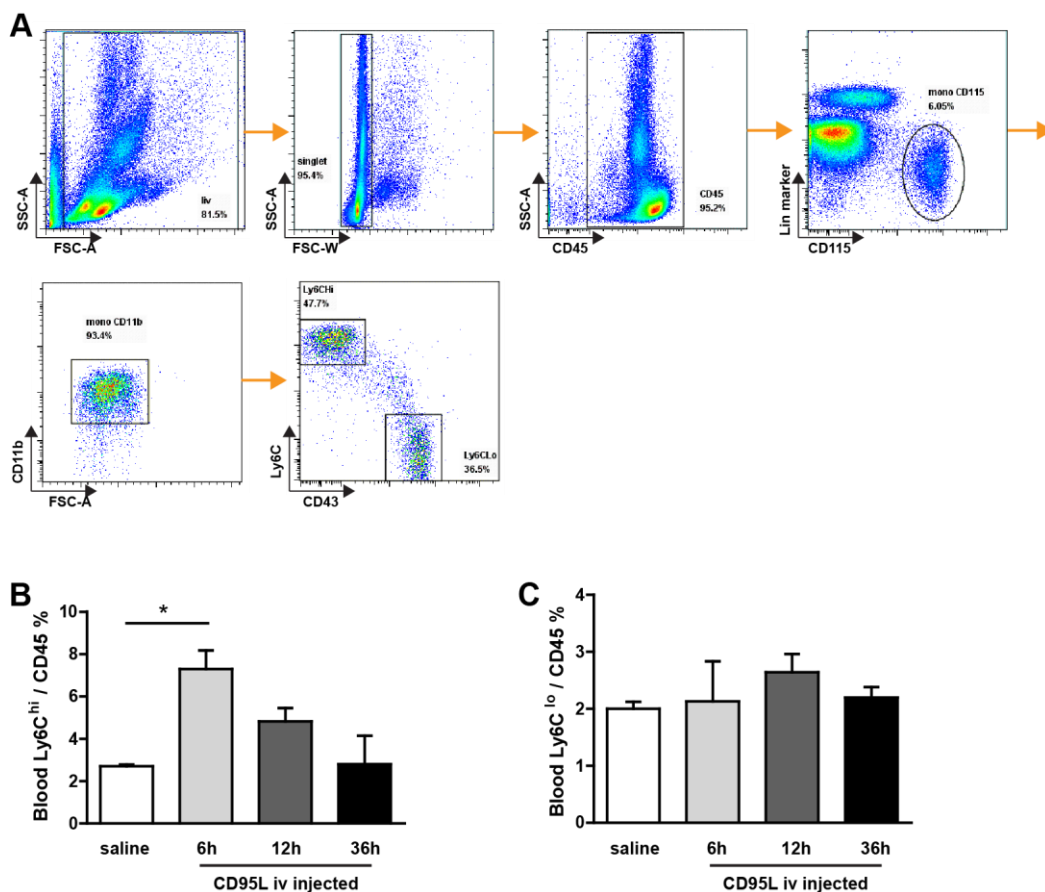 A
SSC-A
liv
81.5%
FSC-A
SSC-A
singlet
95.4%
FSC-W
SSC-A
CD45
95.2%
CD45
Lin marker
mono CD115
6.05%
CD115
CD11b
mono CD11b
93.4%
FSC-A
Ly6C
Ly6CHi
47.7%
Ly6CLo
36.5%
CD43
B
Blood Ly6Chi / CD45 %
10
8
6
4
2
0
*
saline 6h 12h 36h
CD95L iv injected
C
Blood Ly6C lo / CD45 %
4
3
2
1
0
saline 6h 12h 36h
CD95L iv injected